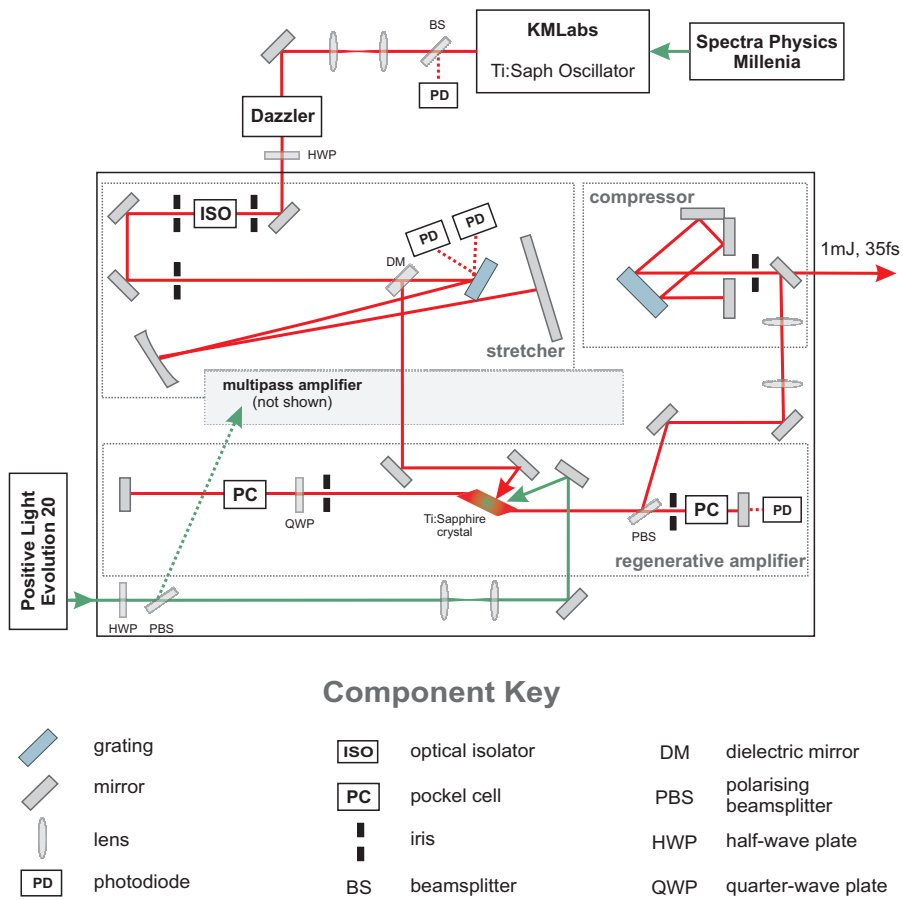 BS
KMLabs
Ti:Saph Oscillator
Spectra Physics
Millenia
PD
Dazzler
HWP
ISO
compressor
PD
PD
DM
1mJ, 35fs
stretcher
multipass amplifier
(not shown)
PC
QWP
Ti:Sapphire
crystal
PBS
PC
PD
regenerative amplifier
Positive Light
Evolution 20
HWP
PBS
Component Key
grating
ISO
optical isolator
DM
dielectric mirror
mirror
PC
pockel cell
PBS
polarising
beamsplitter
lens
iris
HWP
half-wave plate
PD
photodiode
BS
beamsplitter
QWP
quarter-wave plate